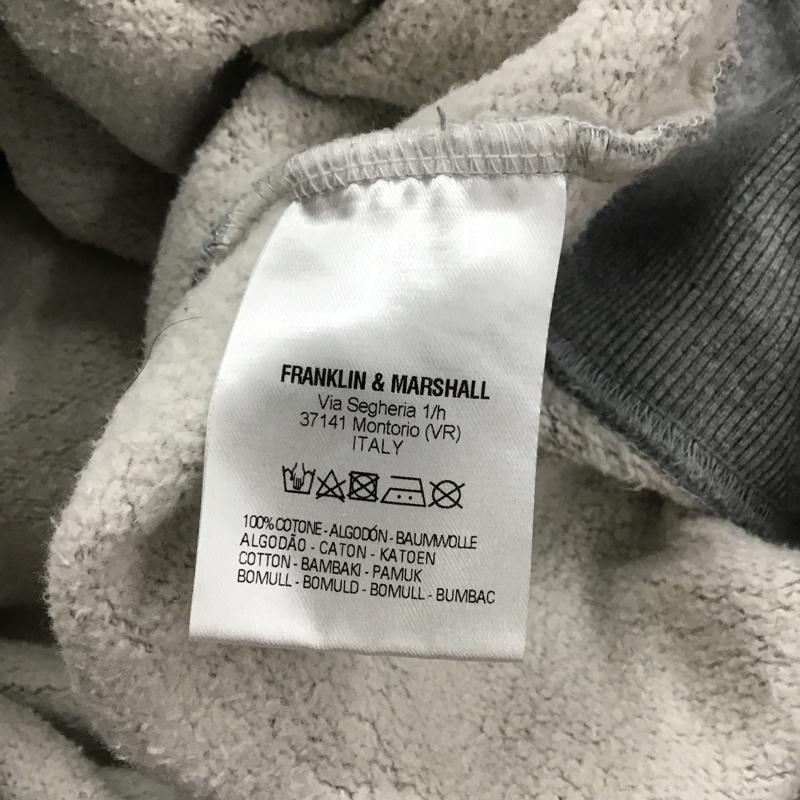 FRANKLIN & MARSHALL
Via Segheria 1/h
37141 Montorio (VR)
ITALY
100% COTONE - ALGODÓN - BAUMWOLLE
ALGODÃO - CATON - KATOEN
COTTON - BAMBAKI - PAMUK
BOMULL - BOMULD - BOMULL - BUMBAC